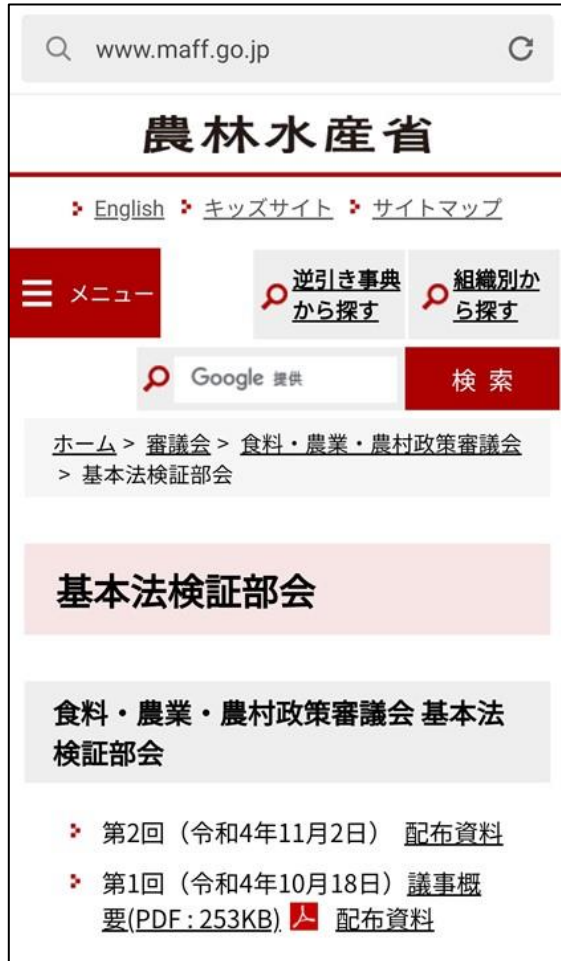 www.maff.go.jp
農林水産省
English キッズサイト サイトマップ
メニュー
逆引き事典
から探す
組織別か
ら探す
Google 提供
検索
ホーム > 審議会 > 食料・農業・農村政策審議会
> 基本法検証部会
基本法検証部会
食料・農業・農村政策審議会 基本法
検証部会
第2回（令和4年11月2日） 配布資料
第1回（令和4年10月18日）議事概
要(PDF : 253KB) 配布資料